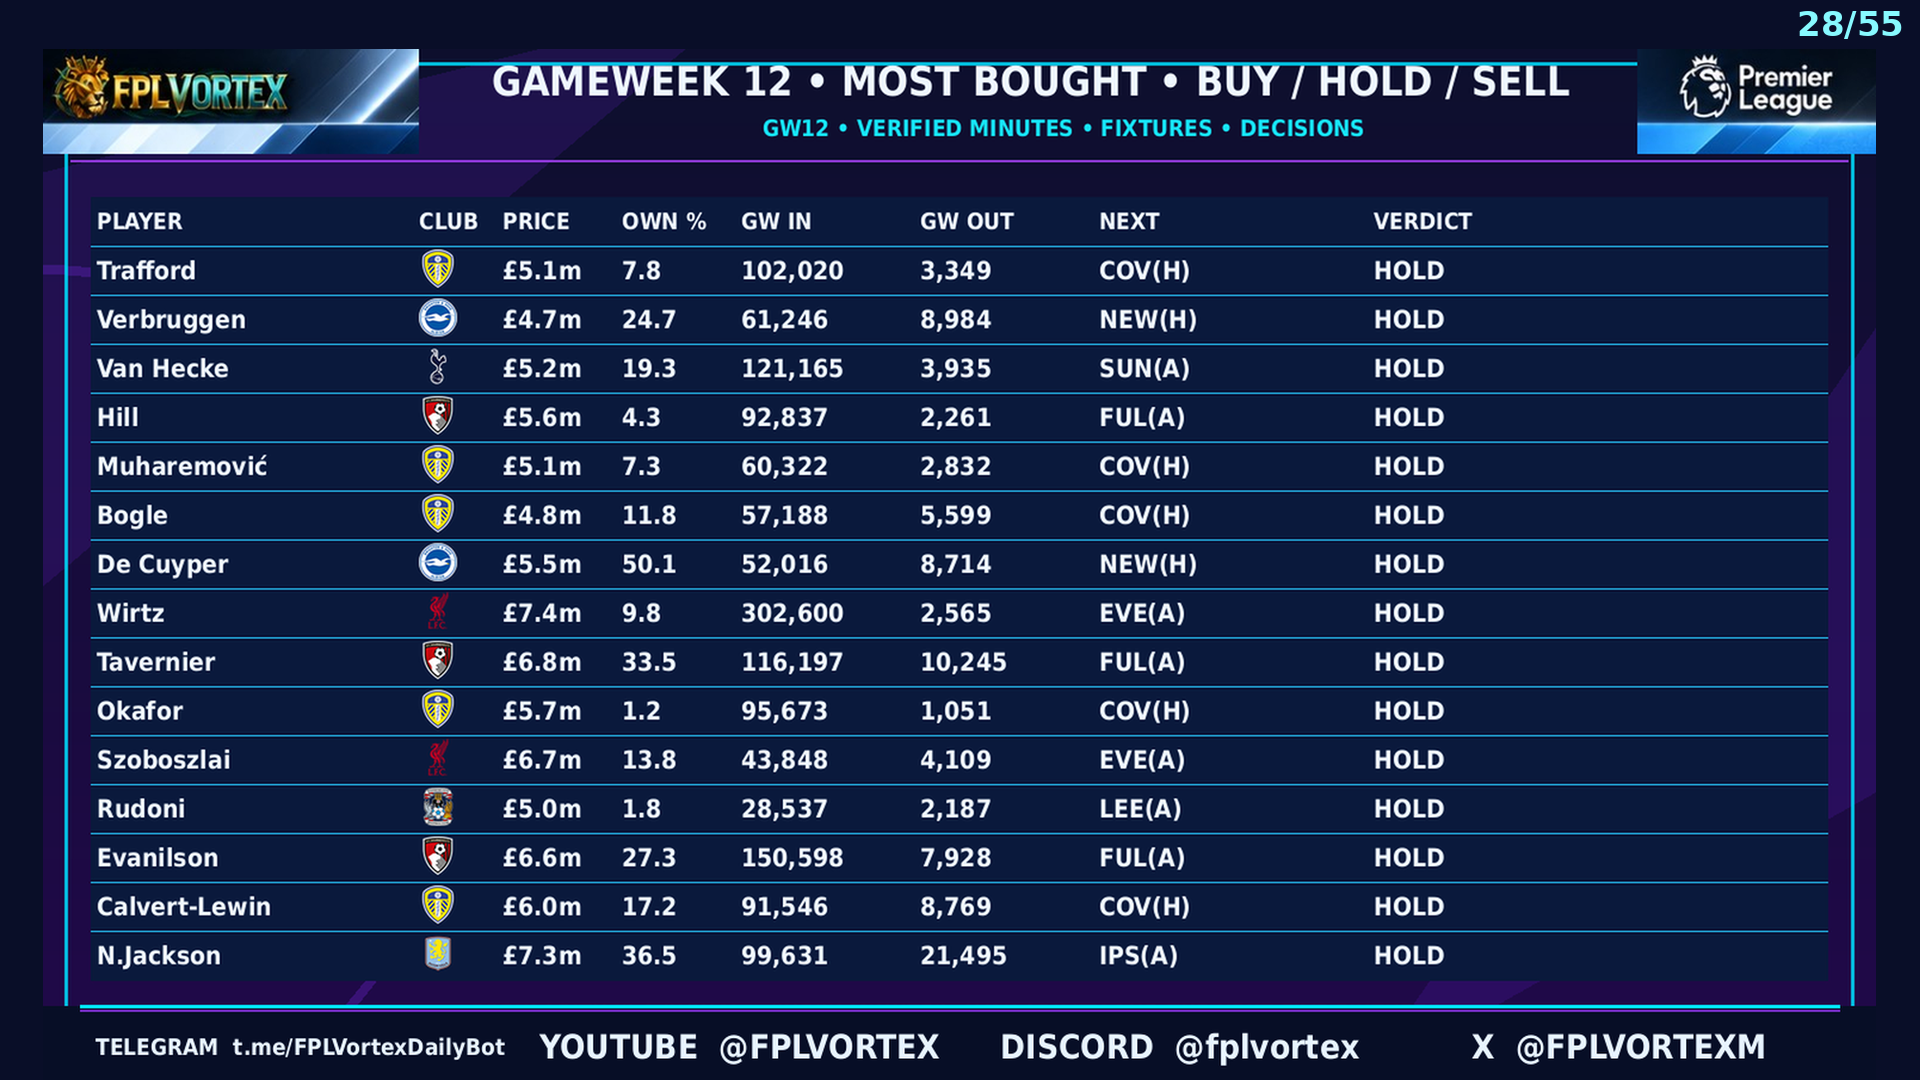 28/55
FPLVORTEX
GAMEWEEK 12 • MOST BOUGHT • BUY / HOLD / SELL
Premier League
GW12 • VERIFIED MINUTES • FIXTURES • DECISIONS
PLAYER CLUB PRICE OWN % GW IN GW OUT NEXT VERDICT
Trafford £5.1m 7.8 102,020 3,349 COV(H) HOLD
Verbruggen £4.7m 24.7 61,246 8,984 NEW(H) HOLD
Van Hecke £5.2m 19.3 121,165 3,935 SUN(A) HOLD
Hill £5.6m 4.3 92,837 2,261 FUL(A) HOLD
Muharemović £5.1m 7.3 60,322 2,832 COV(H) HOLD
Bogle £4.8m 11.8 57,188 5,599 COV(H) HOLD
De Cuyper £5.5m 50.1 52,016 8,714 NEW(H) HOLD
Wirtz £7.4m 9.8 302,600 2,565 EVE(A) HOLD
Tavernier £6.8m 33.5 116,197 10,245 FUL(A) HOLD
Okafor £5.7m 1.2 95,673 1,051 COV(H) HOLD
Szoboszlai £6.7m 13.8 43,848 4,109 EVE(A) HOLD
Rudoni £5.0m 1.8 28,537 2,187 LEE(A) HOLD
Evanilson £6.6m 27.3 150,598 7,928 FUL(A) HOLD
Calvert-Lewin £6.0m 17.2 91,546 8,769 COV(H) HOLD
N.Jackson £7.3m 36.5 99,631 21,495 IPS(A) HOLD
TELEGRAM t.me/FPLVortexDailyBot YOUTUBE @FPLVORTEX DISCORD @fplvortex X @FPLVORTEXM